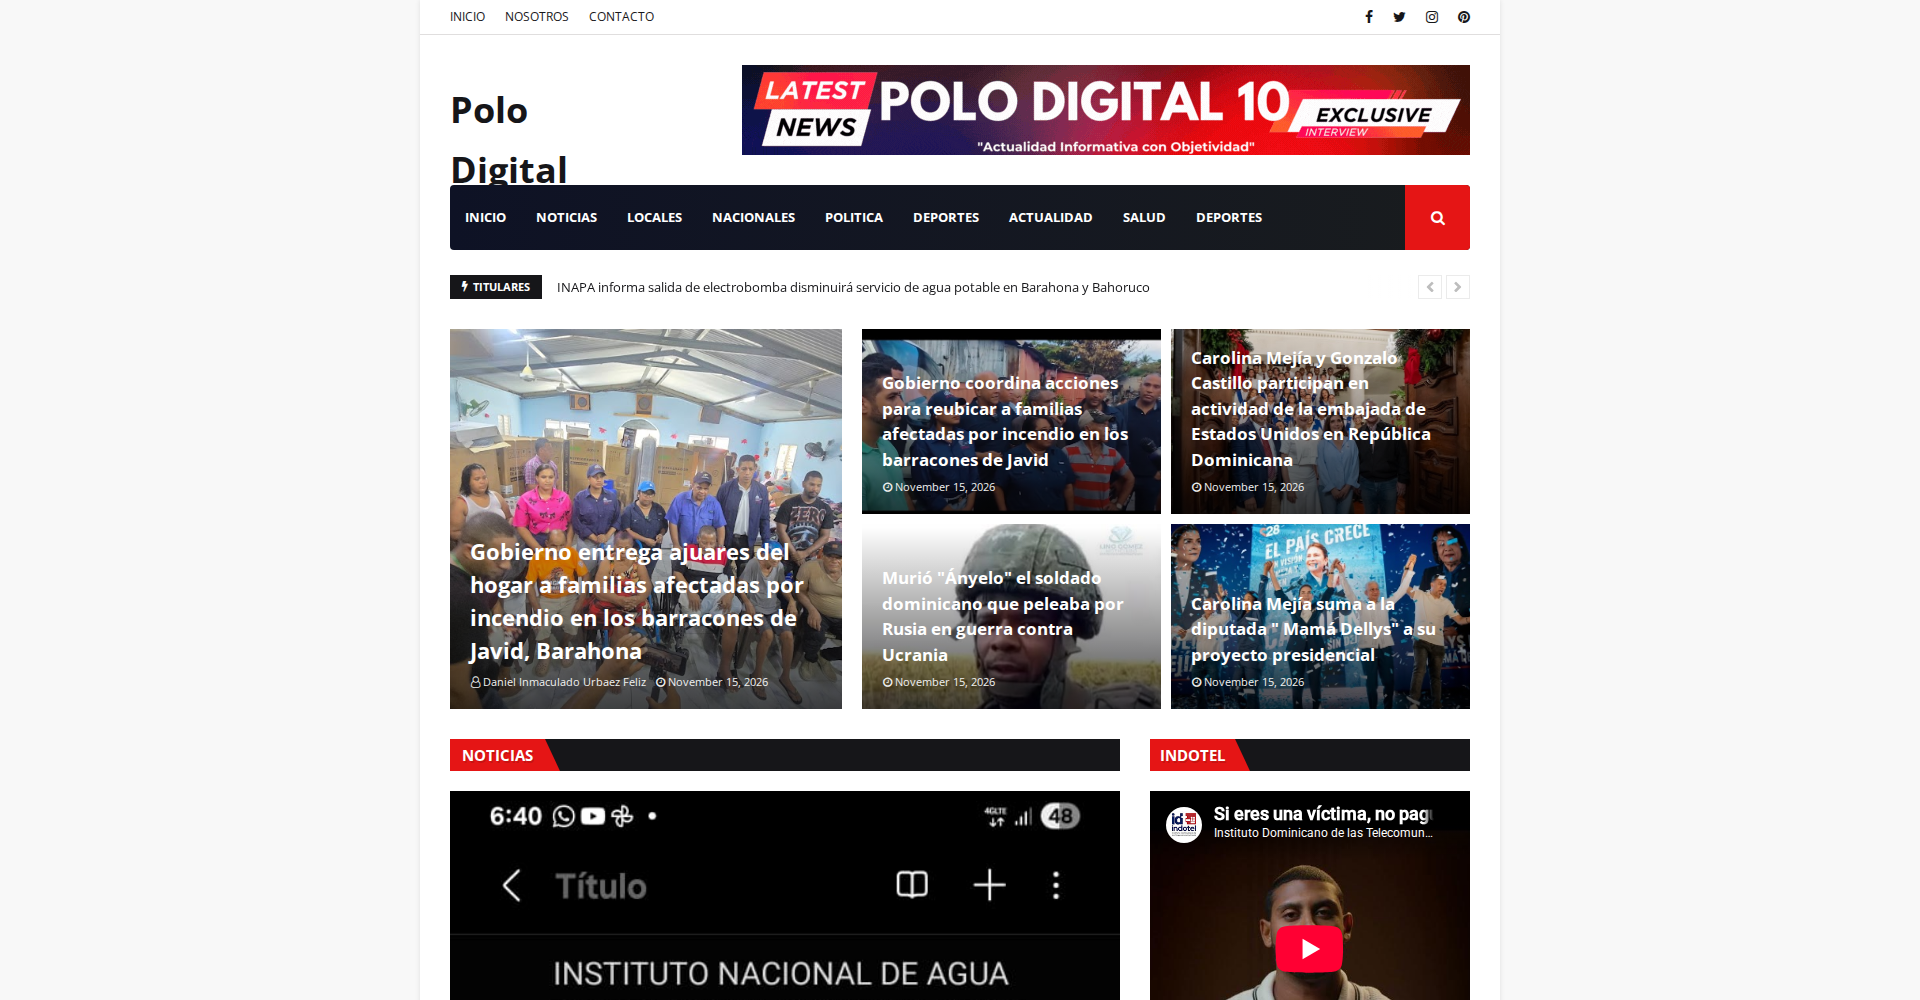 INICIO NOSOTROS CONTACTO
Polo
Digital
LATEST
NEWS
POLO DIGITAL 10
EXCLUSIVE
INTERVIEW
"Actualidad Informativa con Objetividad"
INICIO NOTICIAS LOCALES NACIONALES POLITICA DEPORTES ACTUALIDAD SALUD DEPORTES
TITULARES INAPA informa salida de electrobomba disminuirá servicio de agua potable en Barahona y Bahoruco
Gobierno entrega ajuares del
hogar a familias afectadas por
incendio en los barracones de
Javid, Barahona
Daniel Inmaculado Urbaez Feliz November 15, 2026
Gobierno coordina acciones
para reubicar a familias
afectadas por incendio en los
barracones de Javid
November 15, 2026
Carolina Mejía y Gonzalo
Castillo participan en
actividad de la embajada de
Estados Unidos en República
Dominicana
November 15, 2026
LINO GOMEZ
Murió "Ányelo" el soldado
dominicano que peleaba por
Rusia en guerra contra
Ucrania
November 15, 2026
28
EL PAÍS CRECE
Carolina Mejía suma a la
diputada " Mamá Dellys" a su
proyecto presidencial
November 15, 2026
NOTICIAS
6:40
4GLTE
48
Título
INSTITUTO NACIONAL DE AGUA
INDOTEL
indotel
Si eres una víctima, no pagu
Instituto Dominicano de las Telecomun...